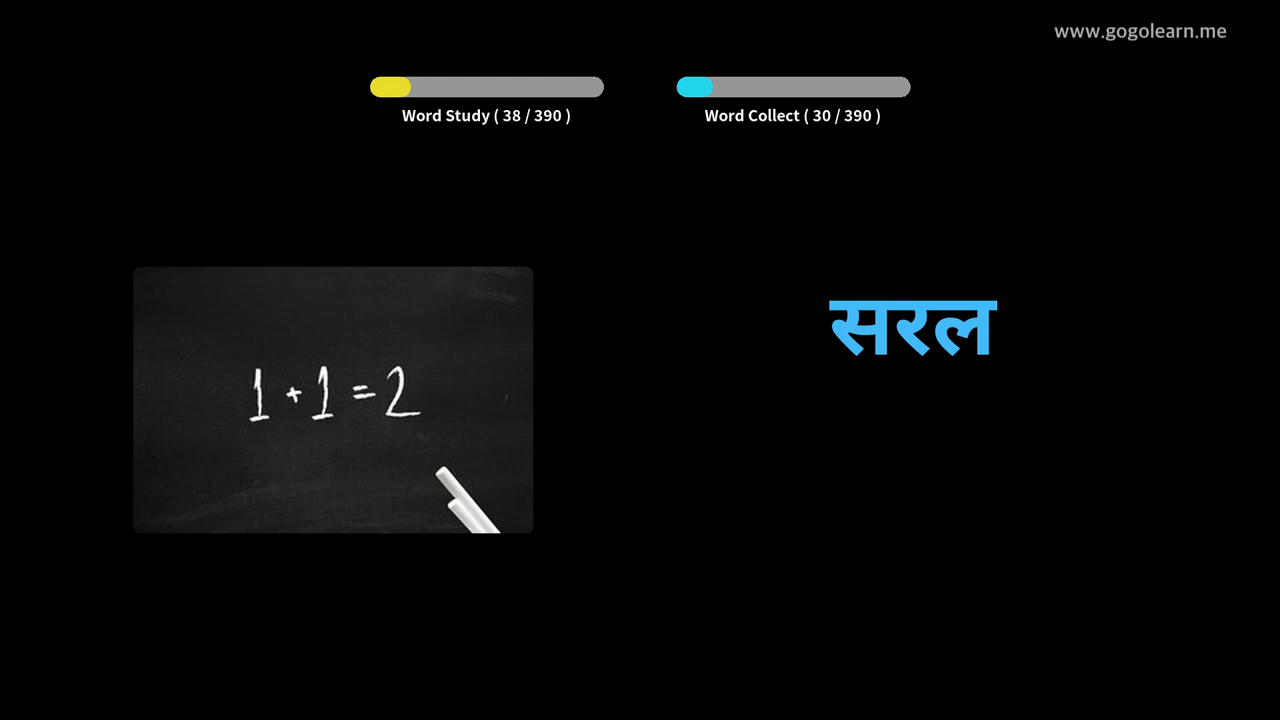 www.gogolearn.me
Word Study ( 38 / 390 )
Word Collect ( 30 / 390 )
1 + 1 = 2
सरल